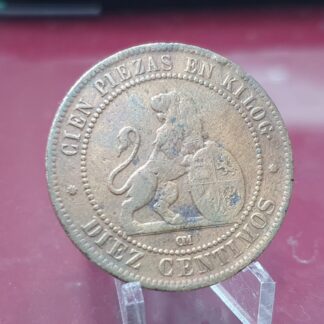 CIEN PIEZAS EN KILOG.
OM
DIEZ CENTIMOS